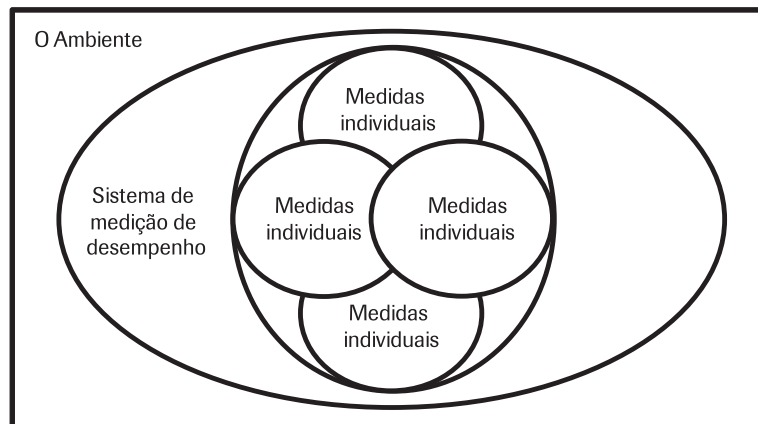 O Ambiente
Medidas
individuais
Sistema de
medição de
desempenho
Medidas
individuais
Medidas
individuais
Medidas
individuais